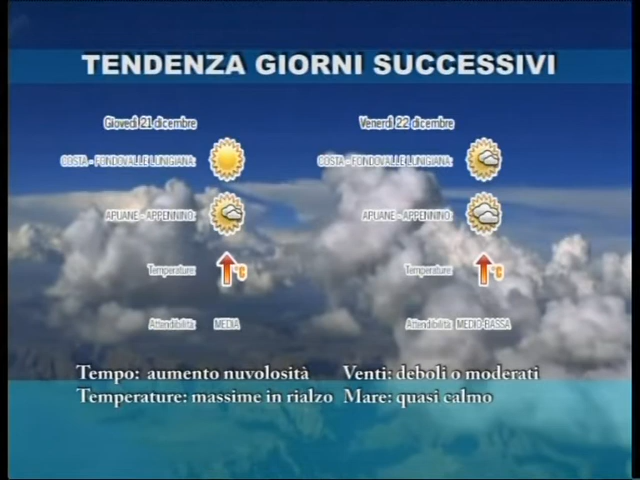 TENDENZA GIORNI SUCCESSIVI
Giovedì 21 dicembre
Venerdì 22 dicembre
COSTA - FONDOVALLE LUNIGIANA
COSTA - FONDOVALLE LUNIGIANA
APUANE - APPENNINO
APUANE - APPENNINO
Temperature °C
Temperature °C
Attendibilità MEDIA
Attendibilità MEDIO-BASSA
Tempo: aumento nuvolosità Venti: deboli o moderati
Temperature: massime in rialzo Mare: quasi calmo